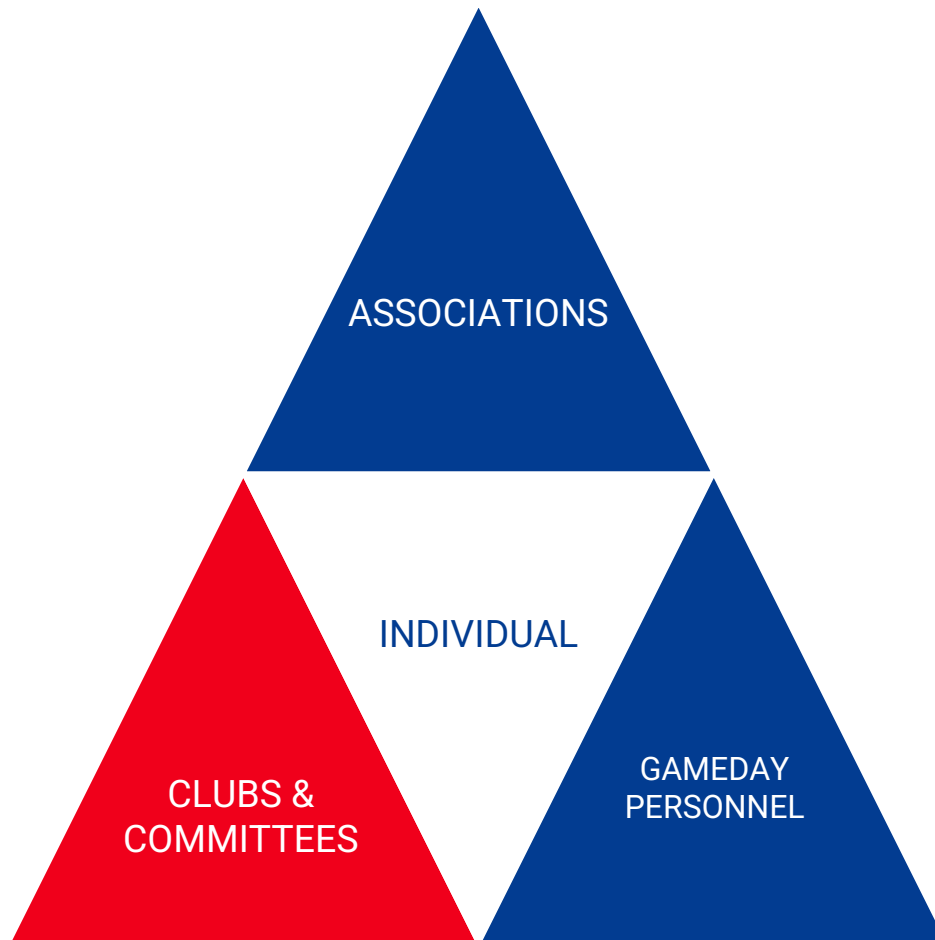 ASSOCIATIONS
INDIVIDUAL
CLUBS &
COMMITTEES
GAMEDAY
PERSONNEL